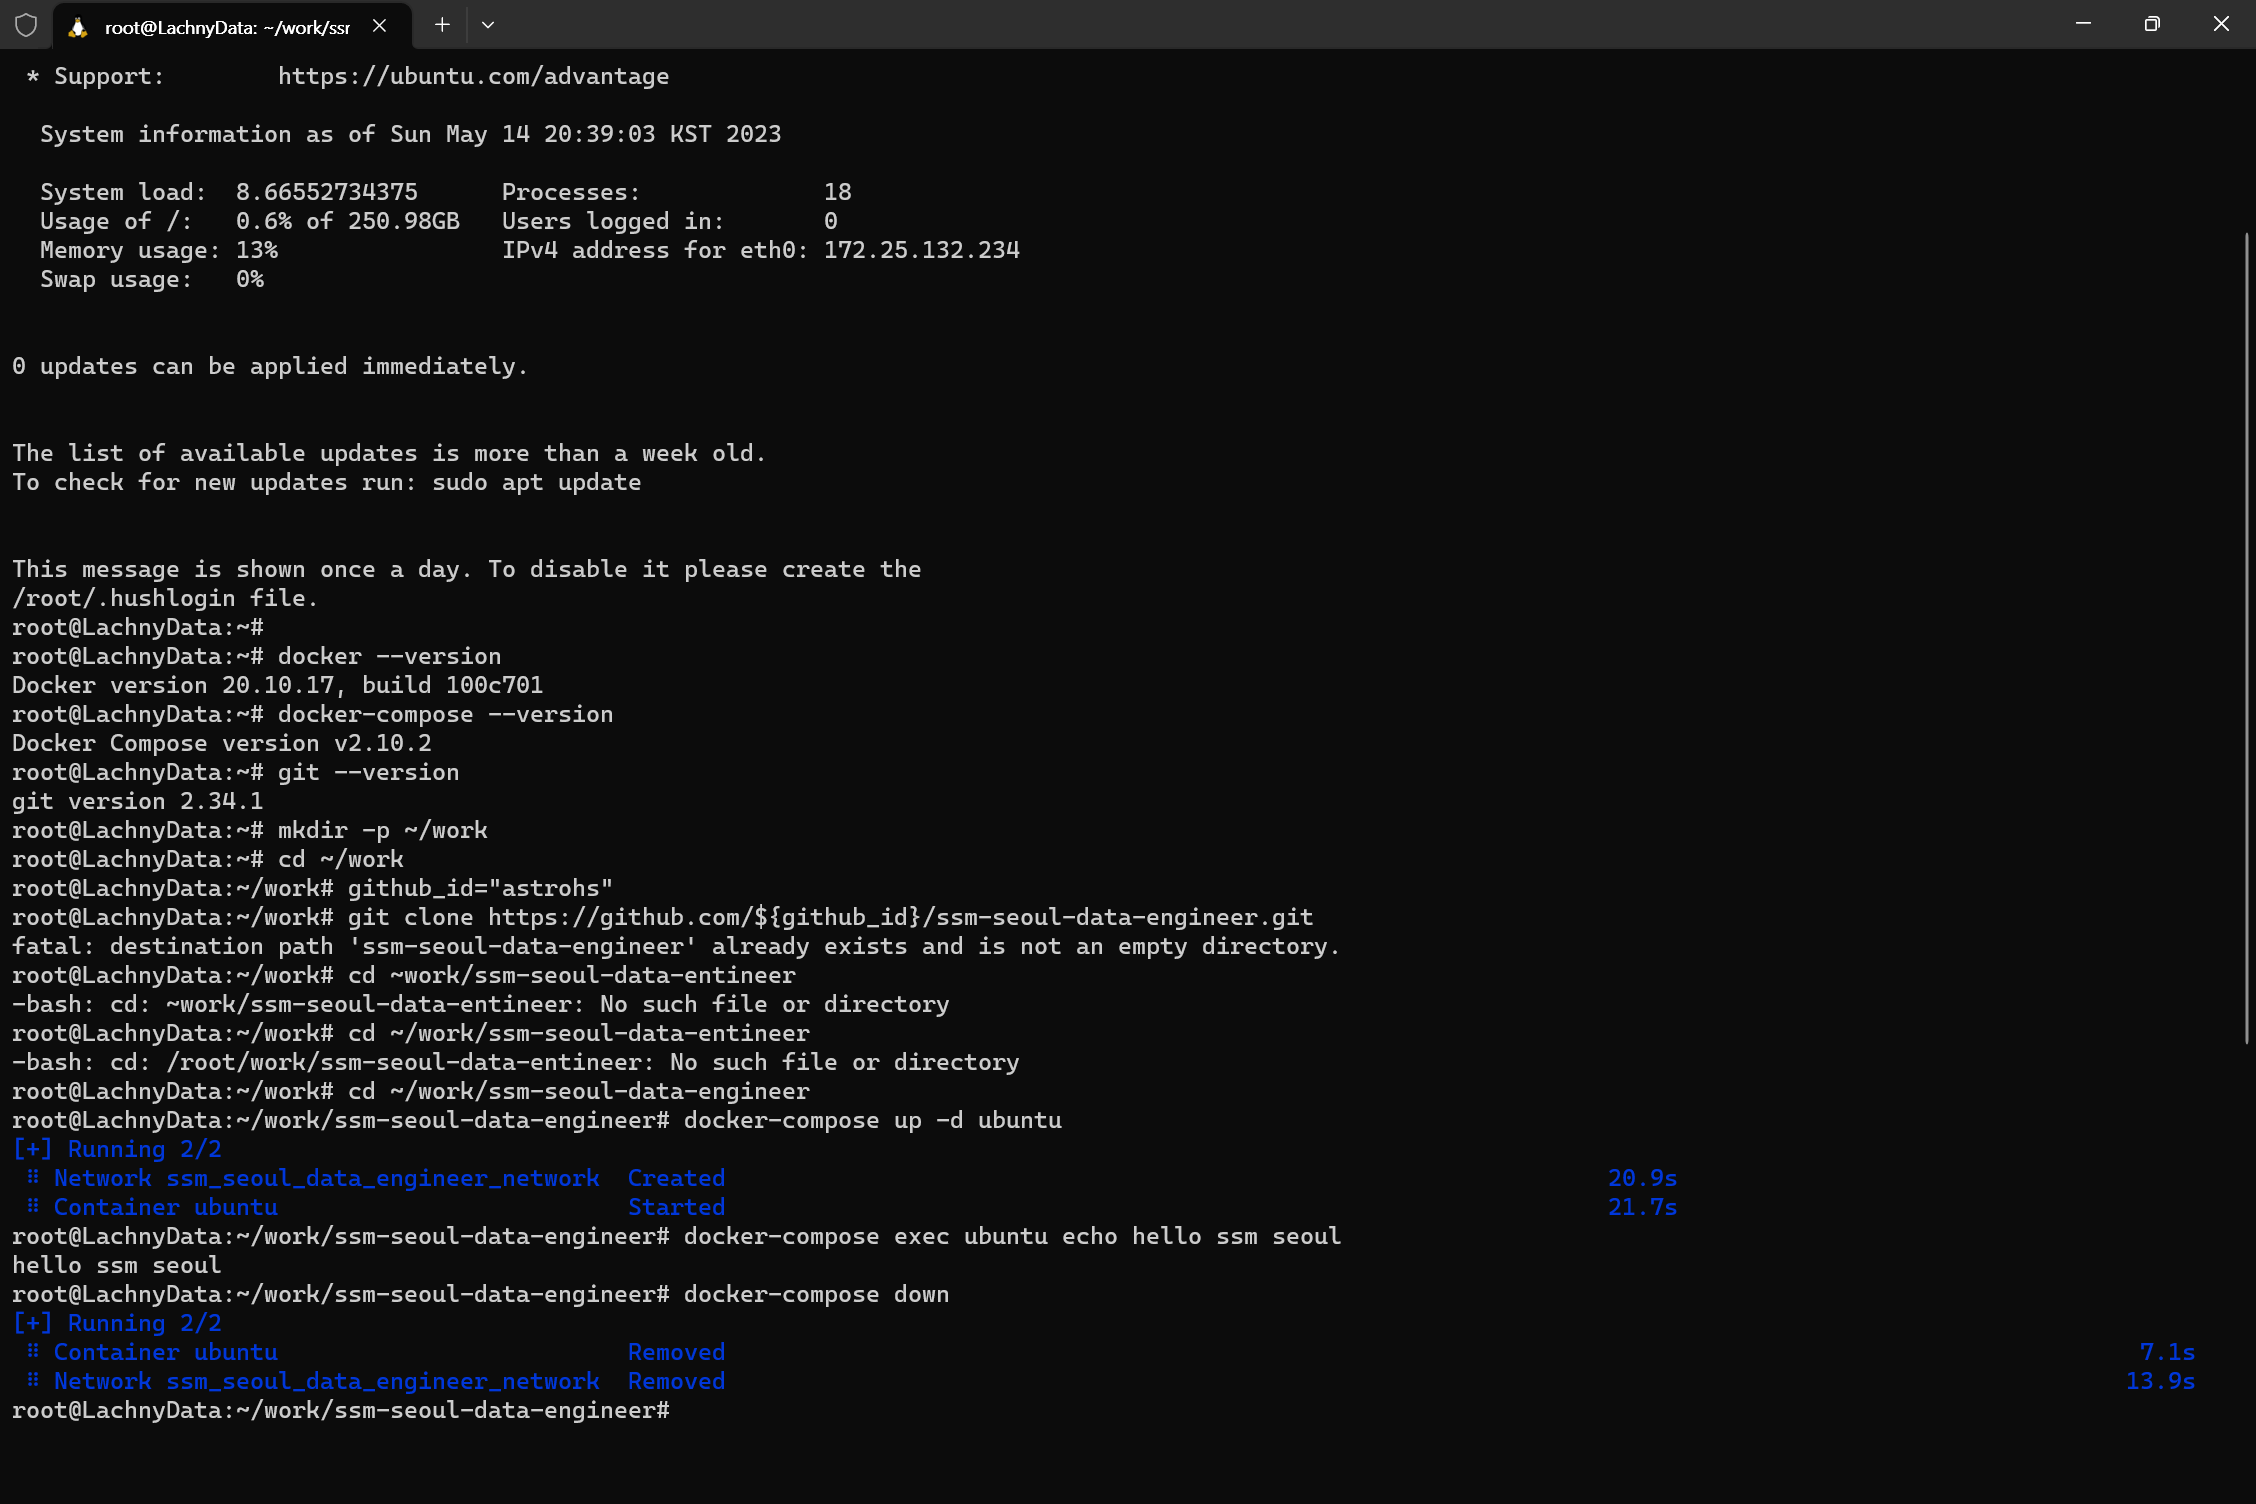 root@LachnyData: ~/work/ssr
* Support:        https://ubuntu.com/advantage
System information as of Sun May 14 20:39:03 KST 2023
System load:  8.66552734375      Processes:             18
Usage of /:   0.6% of 250.98GB   Users logged in:       0
Memory usage: 13%                IPv4 address for eth0: 172.25.132.234
Swap usage:   0%
0 updates can be applied immediately.
The list of available updates is more than a week old.
To check for new updates run: sudo apt update
This message is shown once a day. To disable it please create the
/root/.hushlogin file.
root@LachnyData:~#
root@LachnyData:~# docker --version
Docker version 20.10.17, build 100c701
root@LachnyData:~# docker-compose --version
Docker Compose version v2.10.2
root@LachnyData:~# git --version
git version 2.34.1
root@LachnyData:~# mkdir -p ~/work
root@LachnyData:~# cd ~/work
root@LachnyData:~/work# github_id="astrohs"
root@LachnyData:~/work# git clone https://github.com/${github_id}/ssm-seoul-data-engineer.git
fatal: destination path 'ssm-seoul-data-engineer' already exists and is not an empty directory.
root@LachnyData:~/work# cd ~work/ssm-seoul-data-entineer
-bash: cd: ~work/ssm-seoul-data-entineer: No such file or directory
root@LachnyData:~/work# cd ~/work/ssm-seoul-data-entineer
-bash: cd: /root/work/ssm-seoul-data-entineer: No such file or directory
root@LachnyData:~/work# cd ~/work/ssm-seoul-data-engineer
root@LachnyData:~/work/ssm-seoul-data-engineer# docker-compose up -d ubuntu
[+] Running 2/2
⠿ Network ssm_seoul_data_engineer_network  Created  20.9s
⠿ Container ubuntu                         Started  21.7s
root@LachnyData:~/work/ssm-seoul-data-engineer# docker-compose exec ubuntu echo hello ssm seoul
hello ssm seoul
root@LachnyData:~/work/ssm-seoul-data-engineer# docker-compose down
[+] Running 2/2
⠿ Container ubuntu                         Removed  7.1s
⠿ Network ssm_seoul_data_engineer_network  Removed  13.9s
root@LachnyData:~/work/ssm-seoul-data-engineer#